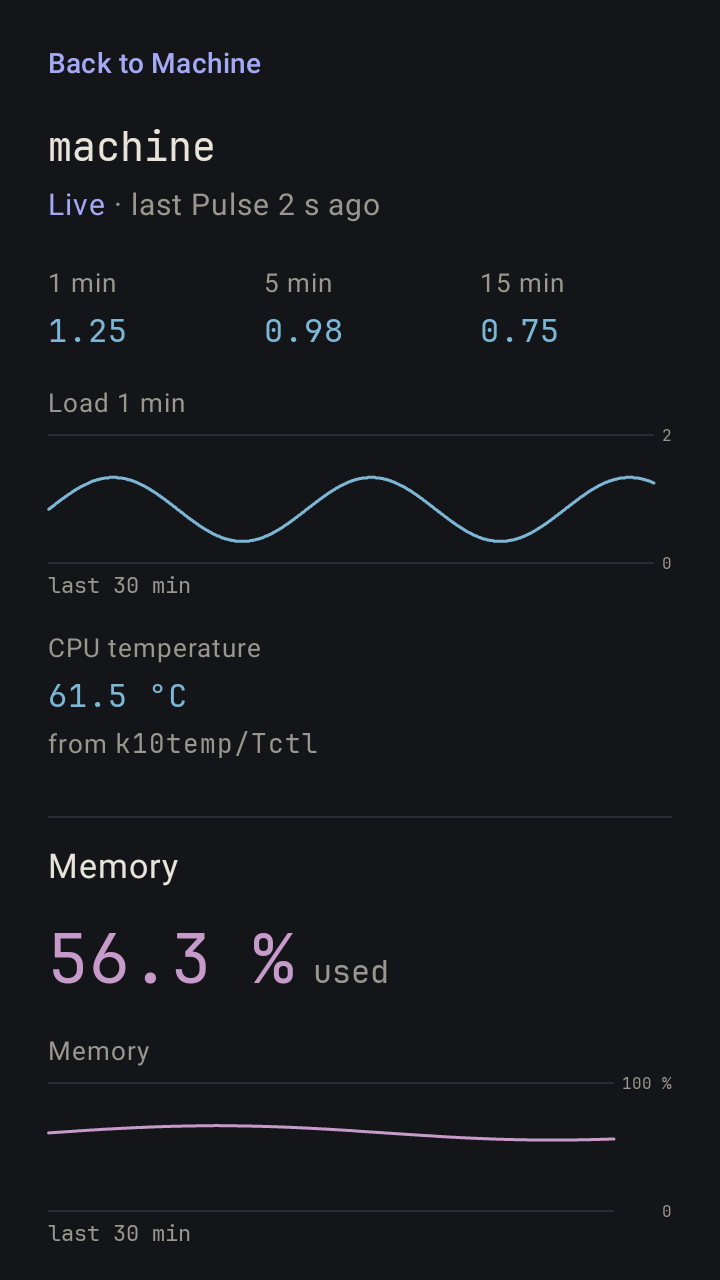 Back to Machine
machine
Live · last Pulse 2 s ago
1 min 5 min 15 min
1.25 0.98 0.75
Load 1 min
2
0
last 30 min
CPU temperature
61.5 °C
from k10temp/Tctl
Memory
56.3 % used
Memory
100 %
0
last 30 min